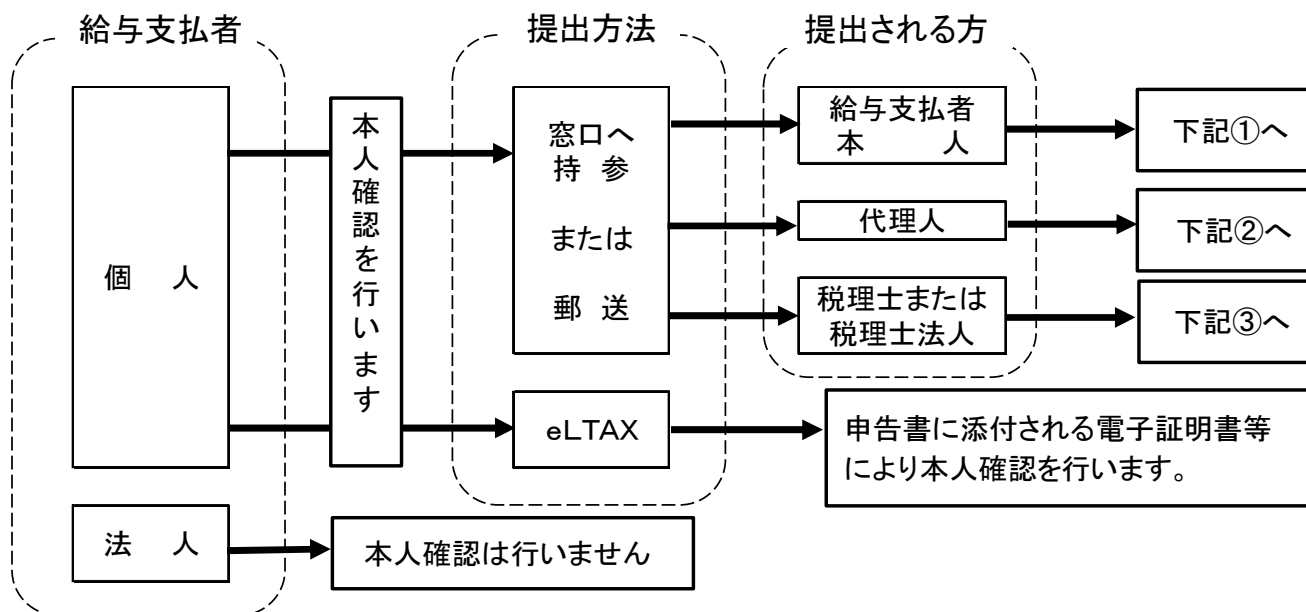 給与支払者
提出方法
提出される方
個 人
本人確認を行います
窓口へ
持 参
または
郵 送
給与支払者
本 人
下記①へ
代理人
下記②へ
税理士または
税理士法人
下記③へ
eLTAX
申告書に添付される電子証明書等
により本人確認を行います。
法 人
本人確認は行いません